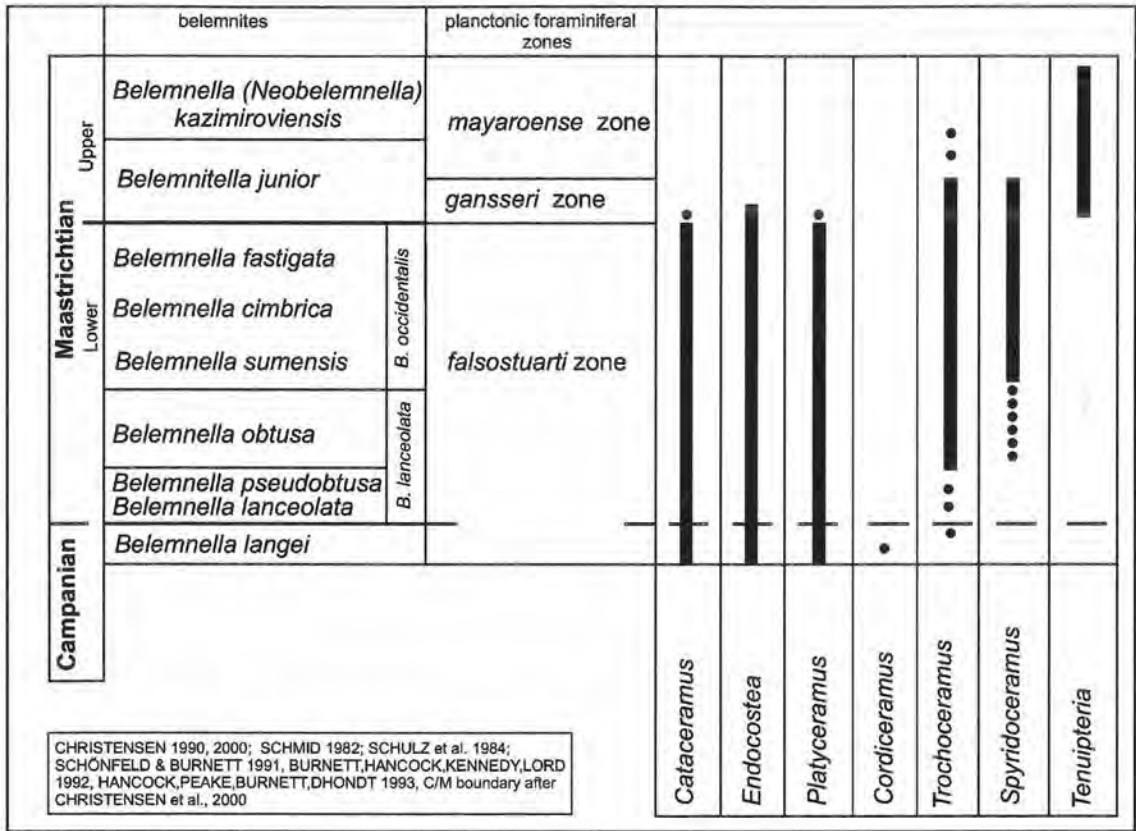 belemnites
planctonic foraminiferal
zones
Maastrichtian
Upper
Lower
Campanian
Belemnella (Neobelemnella)
kazimiroviensis
Belemnitella junior
Belemnella fastigata
Belemnella cimbrica
Belemnella sumensis
B. occidentalis
Belemnella obtusa
Belemnella pseudobtusa
Belemnella lanceolata
B. lanceolata
Belemnella langei
mayaroense zone
gansseri zone
falsostuarti zone
Cataceramus
Endocostea
Platyceramus
Cordiceramus
Trochoceramus
Spyridoceramus
Tenuipteria
CHRISTENSEN 1990, 2000; SCHMID 1982; SCHULZ et al. 1984;
SCHÖNFELD & BURNETT 1991, BURNETT,HANCOCK,KENNEDY,LORD
1992, HANCOCK,PEAKE,BURNETT,DHONDT 1993, C/M boundary after
CHRISTENSEN et al., 2000